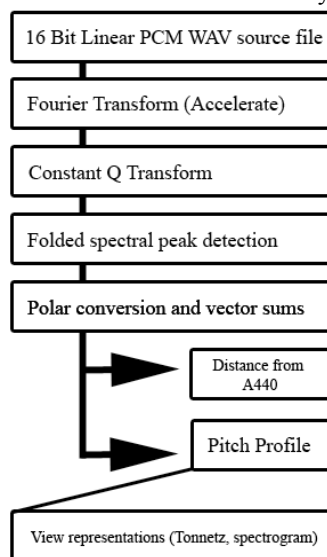 16 Bit Linear PCM WAV source file
Fourier Transform (Accelerate)
Constant Q Transform
Folded spectral peak detection
Polar conversion and vector sums
Distance from
A440
Pitch Profile
View representations (Tonnetz, spectrogram)